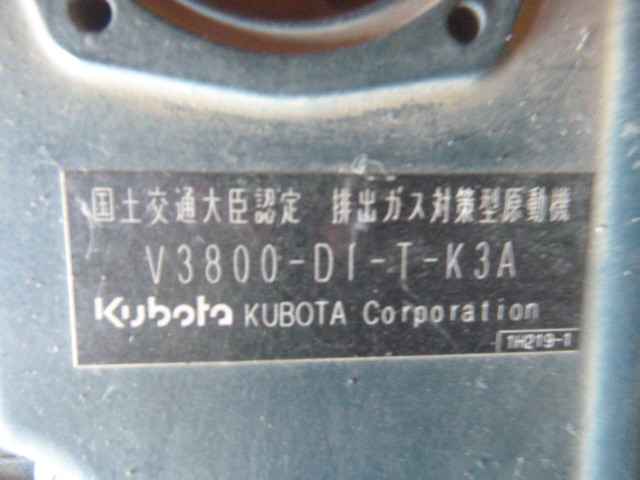 国土交通大臣認定 排出ガス対策型原動機
V3800-DI-T-K3A
Kubota KUBOTA Corporation
1H219-1